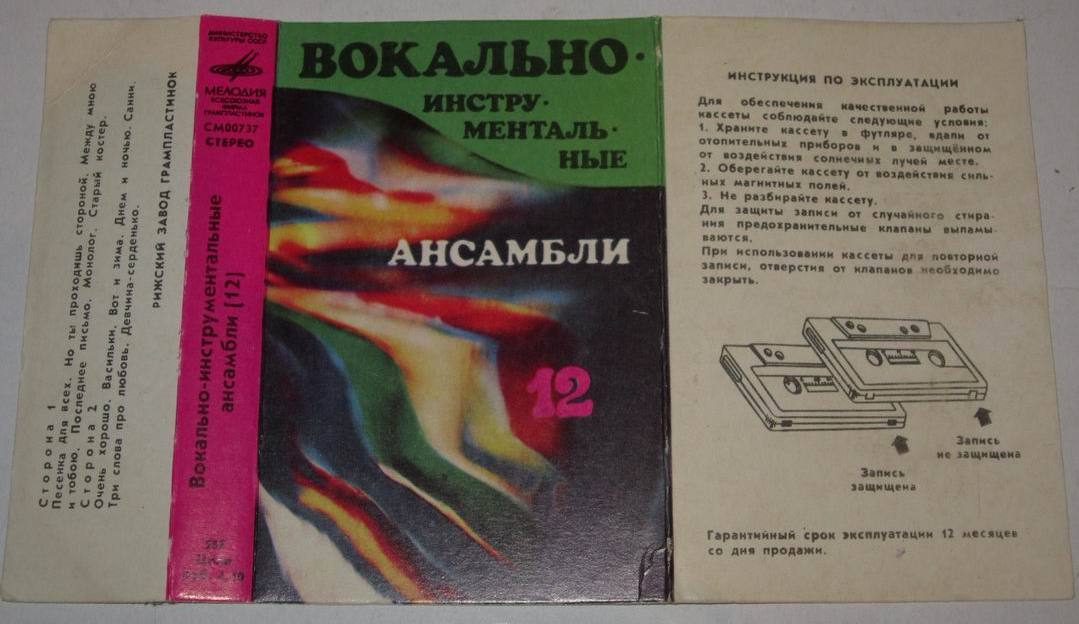 Сторона 1
Песенка для всех. Но ты проходишь стороной. Между мною
и тобою. Последнее письмо. Монолог. Старый костер.
Сторона 2
Очень хорошо. Васильки. Вот и зима. Днем и ночью. Санни.
Три слова про любовь. Девчина-серденько.
РИЖСКИЙ ЗАВОД ГРАМПЛАСТИНОК
МИНИСТЕРСТВО
КУЛЬТУРЫ СССР
МЕЛОДИЯ
ВСЕСОЮЗНАЯ
ФИРМА
ГРАМПЛАСТИНОК
СМ00737
СТЕРЕО
Вокально-инструментальные
ансамбли [12]
ВОКАЛЬНО·
ИНСТРУ·
МЕНТАЛЬ·
НЫЕ
АНСАМБЛИ
12
ИНСТРУКЦИЯ ПО ЭКСПЛУАТАЦИИ
Для обеспечения качественной работы
кассеты соблюдайте следующие условия:
1. Храните кассету в футляре, вдали от
отопительных приборов и в защищённом
от воздействия солнечных лучей месте.
2. Оберегайте кассету от воздействия силь-
ных магнитных полей.
3. Не разбирайте кассету.
Для защиты записи от случайного стира-
ния предохранительные клапаны выламы-
ваются.
При использовании кассеты для повторной
записи, отверстия от клапанов необходимо
закрыть.
Запись
не защищена
Запись
защищена
Гарантийный срок эксплуатации 12 месяцев
со дня продажи.